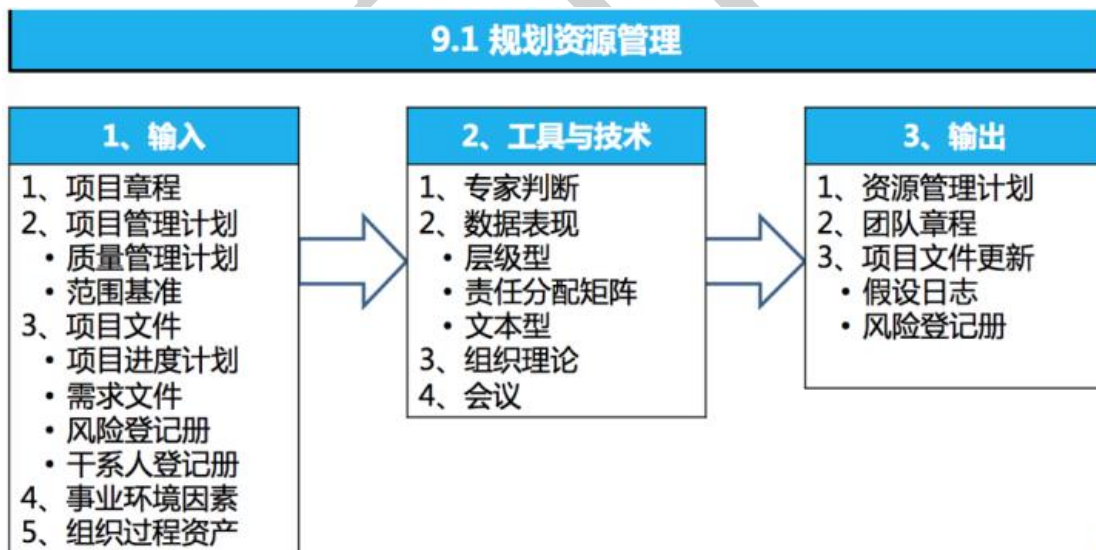 9.1 规划资源管理
1、输入
1、项目章程
2、项目管理计划
• 质量管理计划
• 范围基准
3、项目文件
• 项目进度计划
• 需求文件
• 风险登记册
• 干系人登记册
4、事业环境因素
5、组织过程资产
2、工具与技术
1、专家判断
2、数据表现
• 层级型
• 责任分配矩阵
• 文本型
3、组织理论
4、会议
3、输出
1、资源管理计划
2、团队章程
3、项目文件更新
• 假设日志
• 风险登记册